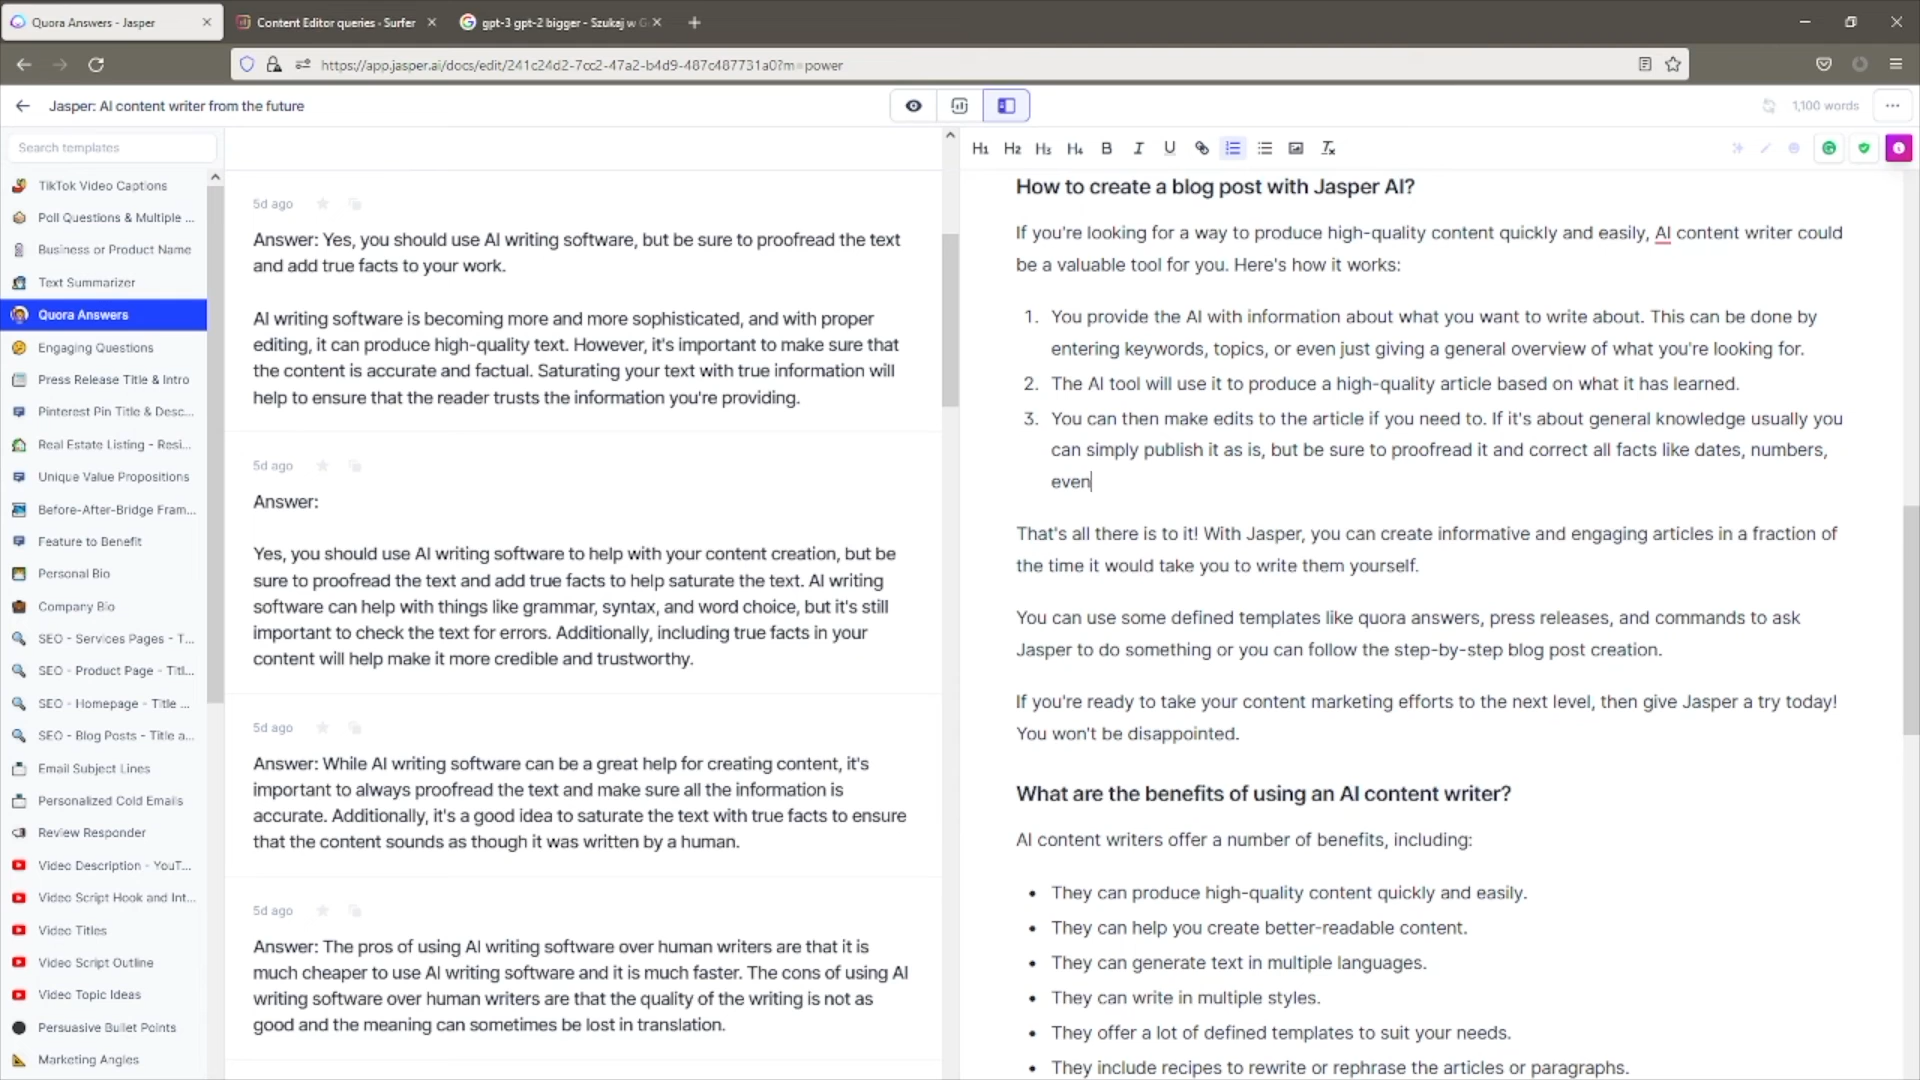 Quora Answers - Jasper
Content Editor queries · Surfer
gpt-3 gpt-2 bigger - Szukaj w G
https://app.jasper.ai/docs/edit/241c24d2-7cc2-47a2-b4d9-487c487731a0?m=power
Jasper: AI content writer from the future
1,100 words
Search templates
TikTok Video Captions
Poll Questions & Multiple ...
Business or Product Name
Text Summarizer
Quora Answers
Engaging Questions
Press Release Title & Intro
Pinterest Pin Title & Desc...
Real Estate Listing - Resi...
Unique Value Propositions
Before-After-Bridge Fram...
Feature to Benefit
Personal Bio
Company Bio
SEO - Services Pages - T...
SEO - Product Page - Titl...
SEO - Homepage - Title ...
SEO - Blog Posts - Title a...
Email Subject Lines
Personalized Cold Emails
Review Responder
Video Description - YouT...
Video Script Hook and Int...
Video Titles
Video Script Outline
Video Topic Ideas
Persuasive Bullet Points
Marketing Angles
5d ago
Answer: Yes, you should use AI writing software, but be sure to proofread the text
and add true facts to your work.
AI writing software is becoming more and more sophisticated, and with proper
editing, it can produce high-quality text. However, it's important to make sure that
the content is accurate and factual. Saturating your text with true information will
help to ensure that the reader trusts the information you're providing.
5d ago
Answer:
Yes, you should use AI writing software to help with your content creation, but be
sure to proofread the text and add true facts to help saturate the text. AI writing
software can help with things like grammar, syntax, and word choice, but it's still
important to check the text for errors. Additionally, including true facts in your
content will help make it more credible and trustworthy.
5d ago
Answer: While AI writing software can be a great help for creating content, it's
important to always proofread the text and make sure all the information is
accurate. Additionally, it's a good idea to saturate the text with true facts to ensure
that the content sounds as though it was written by a human.
5d ago
Answer: The pros of using AI writing software over human writers are that it is
much cheaper to use AI writing software and it is much faster. The cons of using AI
writing software over human writers are that the quality of the writing is not as
good and the meaning can sometimes be lost in translation.
H1 H2 H3 H4 B I U
How to create a blog post with Jasper AI?
If you're looking for a way to produce high-quality content quickly and easily, AI content writer could
be a valuable tool for you. Here's how it works:
1. You provide the AI with information about what you want to write about. This can be done by
entering keywords, topics, or even just giving a general overview of what you're looking for.
2. The AI tool will use it to produce a high-quality article based on what it has learned.
3. You can then make edits to the article if you need to. If it's about general knowledge usually you
can simply publish it as is, but be sure to proofread it and correct all facts like dates, numbers,
even
That's all there is to it! With Jasper, you can create informative and engaging articles in a fraction of
the time it would take you to write them yourself.
You can use some defined templates like quora answers, press releases, and commands to ask
Jasper to do something or you can follow the step-by-step blog post creation.
If you're ready to take your content marketing efforts to the next level, then give Jasper a try today!
You won't be disappointed.
What are the benefits of using an AI content writer?
AI content writers offer a number of benefits, including:
• They can produce high-quality content quickly and easily.
• They can help you create better-readable content.
• They can generate text in multiple languages.
• They can write in multiple styles.
• They offer a lot of defined templates to suit your needs.
• They include recipes to rewrite or rephrase the articles or paragraphs.